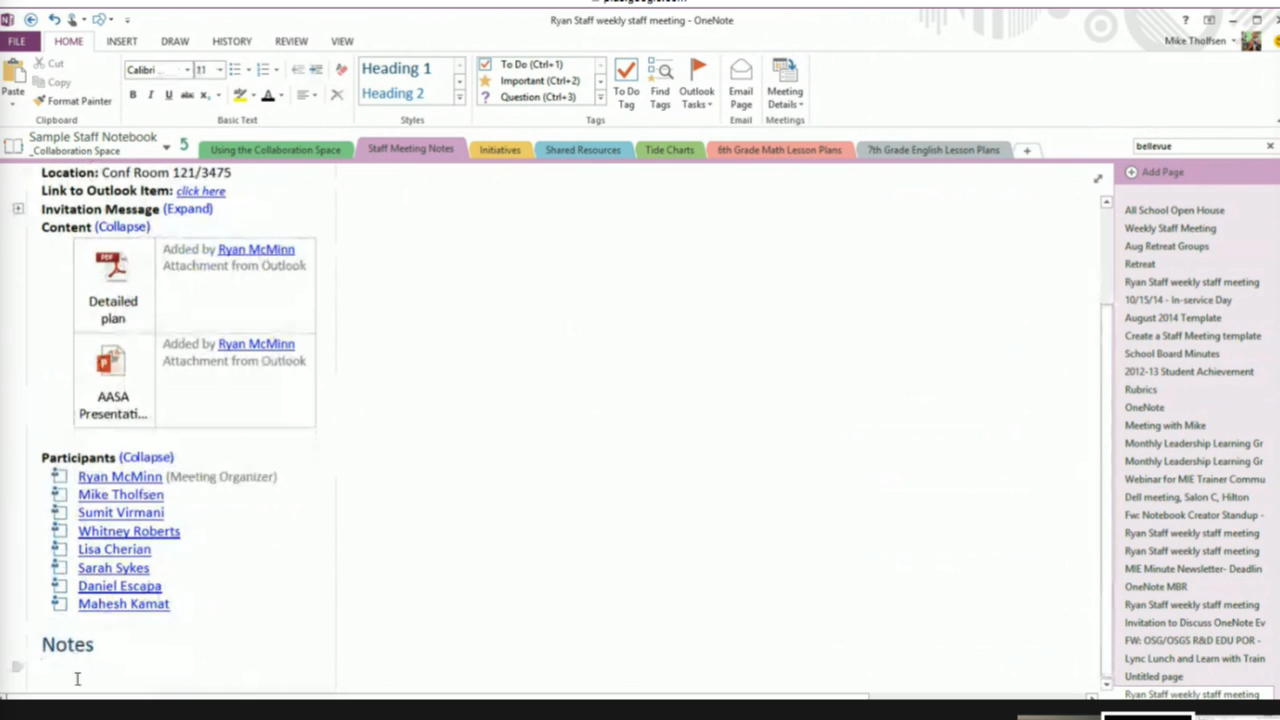 Ryan Staff weekly staff meeting - OneNote
?
FILE HOME INSERT DRAW HISTORY REVIEW VIEW
Mike Tholfsen
Paste
Cut
Copy
Format Painter
Clipboard
Calibri 11
B I U abc X₂ A
Basic Text
Heading 1
Heading 2
Styles
To Do (Ctrl+1)
Important (Ctrl+2)
Question (Ctrl+3)
To Do
Tag
Find
Tags
Outlook
Tasks
Tags
Email
Page
Email
Meeting
Details
Meetings
Sample Staff Notebook
_Collaboration Space
5
Using the Collaboration Space
Staff Meeting Notes
Initiatives
Shared Resources
Tide Charts
6th Grade Math Lesson Plans
7th Grade English Lesson Plans
+
bellevue
Location: Conf Room 121/3475
Link to Outlook Item: click here
Invitation Message (Expand)
Content (Collapse)
PDF
Detailed
plan
Added by Ryan McMinn
Attachment from Outlook
AASA
Presentati...
Added by Ryan McMinn
Attachment from Outlook
Participants (Collapse)
Ryan McMinn (Meeting Organizer)
Mike Tholfsen
Sumit Virmani
Whitney Roberts
Lisa Cherian
Sarah Sykes
Daniel Escapa
Mahesh Kamat
Notes
Add Page
All School Open House
Weekly Staff Meeting
Aug Retreat Groups
Retreat
Ryan Staff weekly staff meeting
10/15/14 - In-service Day
August 2014 Template
Create a Staff Meeting template
School Board Minutes
2012-13 Student Achievement
Rubrics
OneNote
Meeting with Mike
Monthly Leadership Learning Gr
Monthly Leadership Learning Gr
Webinar for MIE Trainer Commu
Dell meeting, Salon C, Hilton
Fw: Notebook Creator Standup -
Ryan Staff weekly staff meeting
Ryan Staff weekly staff meeting
MIE Minute Newsletter- Deadlin
OneNote MBR
Ryan Staff weekly staff meeting
Invitation to Discuss OneNote Ev
FW: OSG/OSGS R&D EDU POR -
Lync Lunch and Learn with Train
Untitled page
Ryan Staff weekly staff meeting